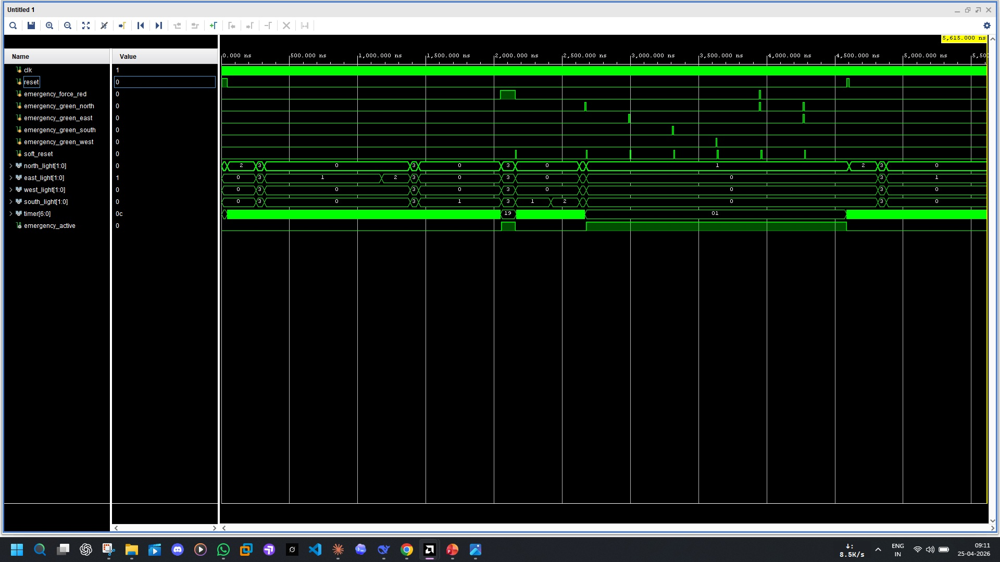 Untitled 1
5,615.000 ns
Name
Value
0.000 ns 500.000 ns 1,000.000 ns 1,500.000 ns 2,000.000 ns 2,500.000 ns 3,000.000 ns 3,500.000 ns 4,000.000 ns 4,500.000 ns 5,000.000 ns 5,50
clk 1
reset 0
emergency_force_red 0
emergency_green_north 0
emergency_green_east 0
emergency_green_south 0
emergency_green_west 0
soft_reset 0
north_light[1:0] 0 2 3 0 3 0 3 0 1 2 3 0
east_light[1:0] 1 0 3 1 2 3 0 3 0 0 3 1
west_light[1:0] 0 0 3 0 3 0 3 0 0 3 0
south_light[1:0] 0 0 3 0 3 1 3 1 2 0 3 0
timer[6:0] 0c 19 01
emergency_active 0
8.5K/s
ENG
IN
09:11
25-04-2026